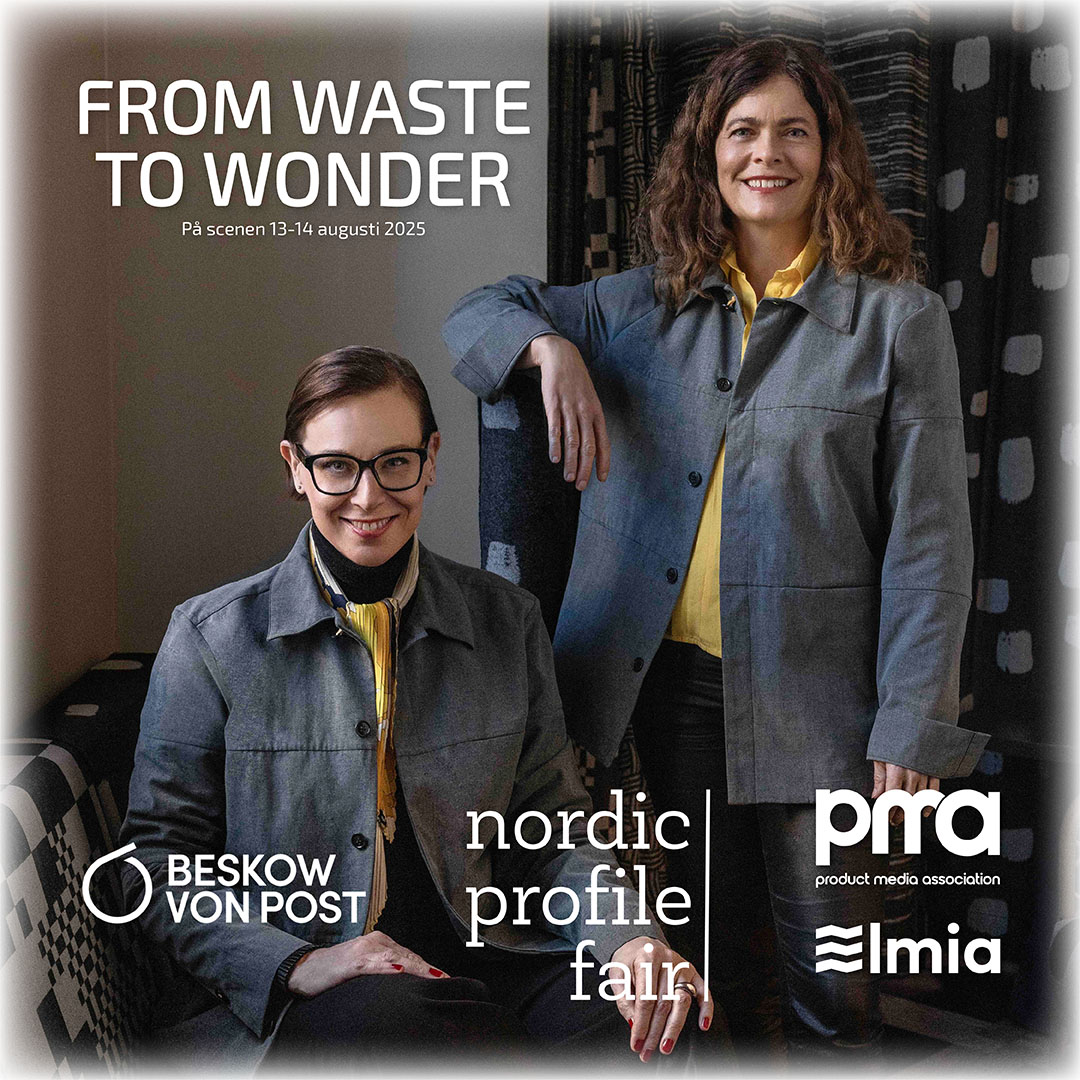 FROM WASTE
TO WONDER
På scenen 13-14 augusti 2025
BESKOW
VON POST
nordic
profile
fair
pma
product media association
Elmia